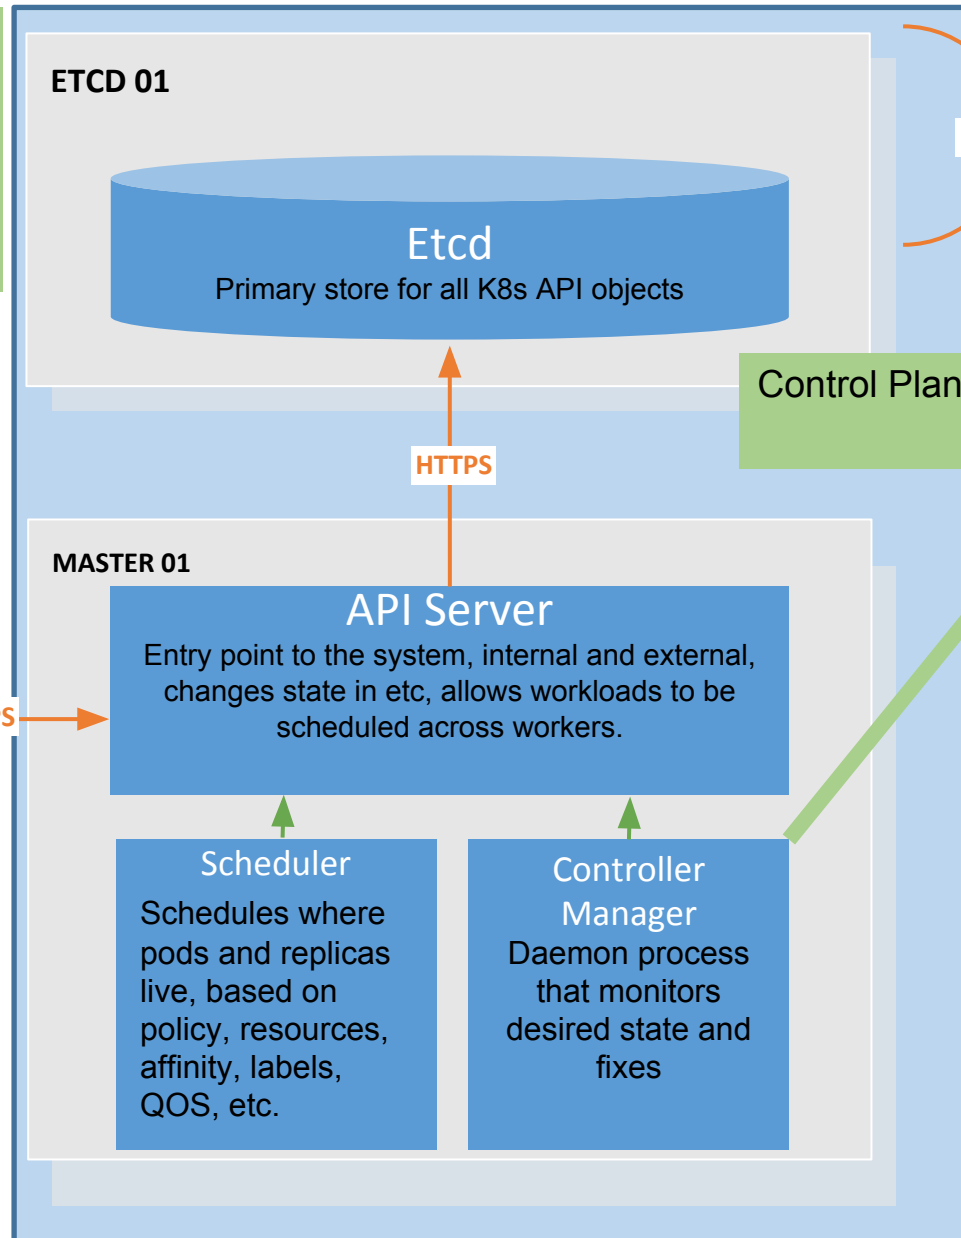 ETCD 01
Etcd
Primary store for all K8s API objects
Control Plan
HTTPS
MASTER 01
API Server
Entry point to the system, internal and external,
changes state in etc, allows workloads to be
scheduled across workers.
S
Scheduler
Schedules where
pods and replicas
live, based on
policy, resources,
affinity, labels,
QOS, etc.
Controller
Manager
Daemon process
that monitors
desired state and
fixes